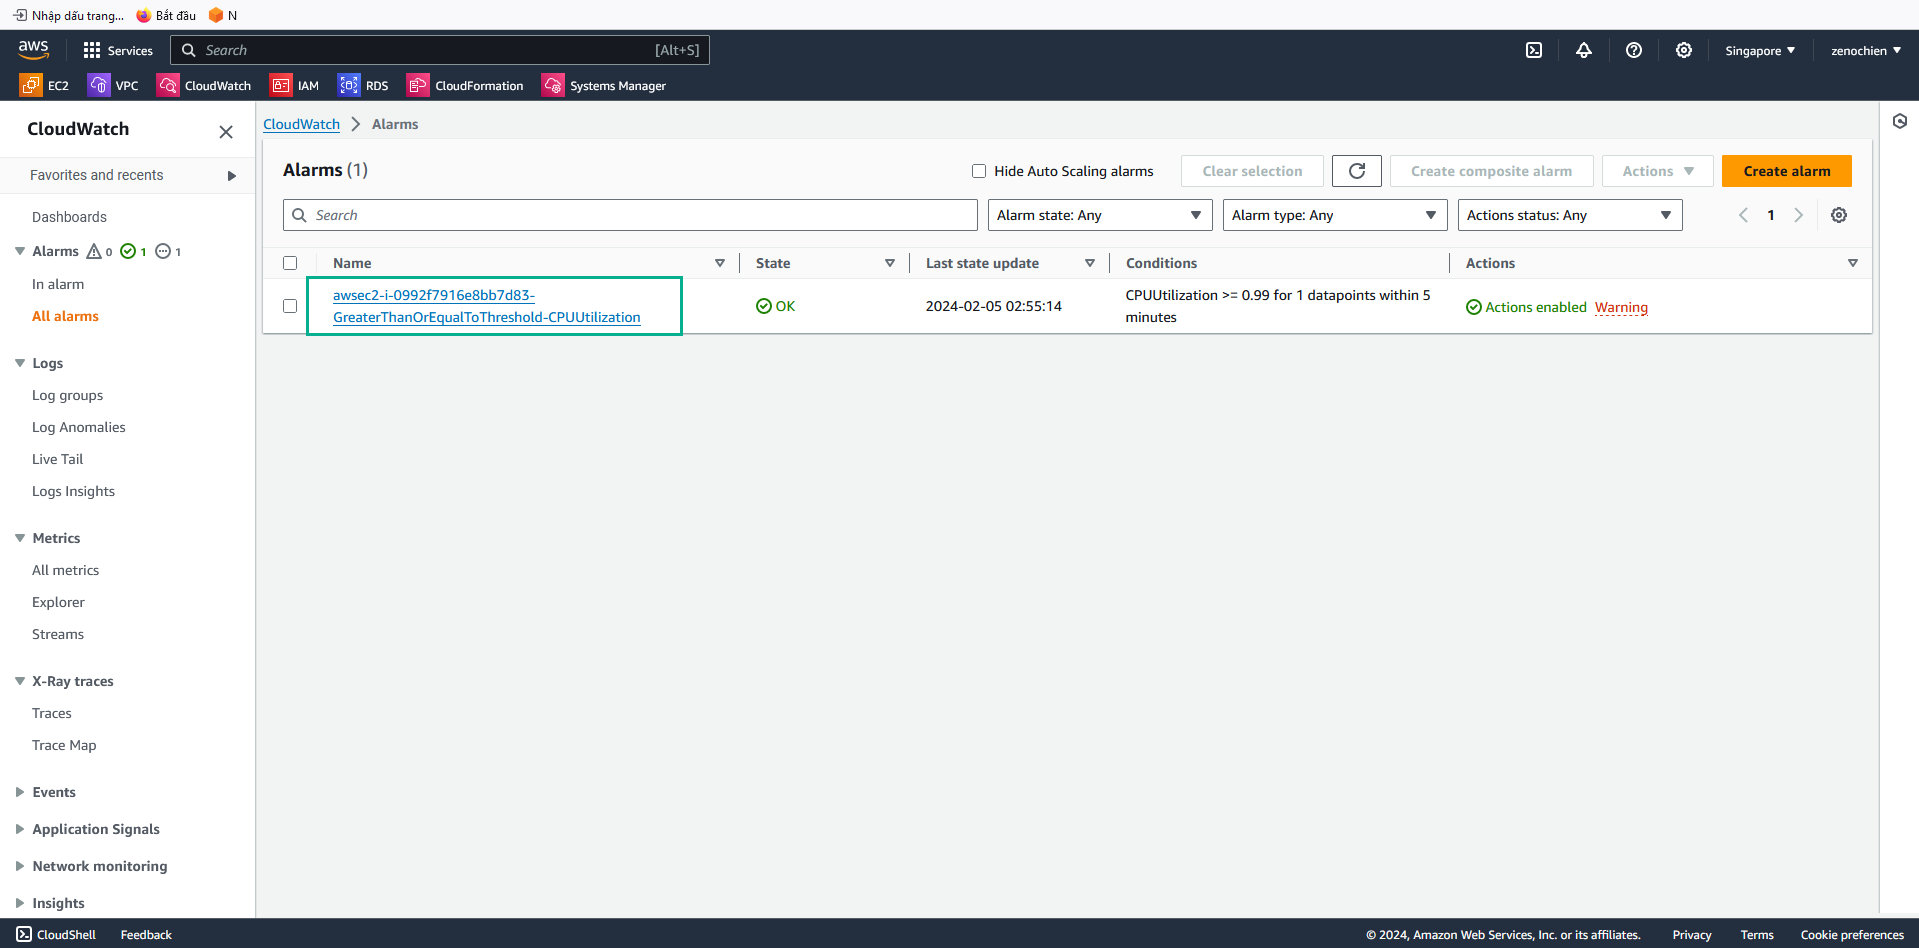 Nhập dấu trang...
Bắt đầu
N
aws
Services
Search
[Alt+S]
Singapore
zenochien
EC2
VPC
CloudWatch
IAM
RDS
CloudFormation
Systems Manager
CloudWatch
Favorites and recents
Dashboards
Alarms 0 1 1
In alarm
All alarms
Logs
Log groups
Log Anomalies
Live Tail
Logs Insights
Metrics
All metrics
Explorer
Streams
X-Ray traces
Traces
Trace Map
Events
Application Signals
Network monitoring
Insights
CloudWatch
Alarms
Alarms (1)
Hide Auto Scaling alarms
Clear selection
Create composite alarm
Actions
Create alarm
Search
Alarm state: Any
Alarm type: Any
Actions status: Any
1
Name
State
Last state update
Conditions
Actions
awsec2-i-0992f7916e8bb7d83-
GreaterThanOrEqualToThreshold-CPUUtilization
OK
2024-02-05 02:55:14
CPUUtilization >= 0.99 for 1 datapoints within 5
minutes
Actions enabled Warning
CloudShell
Feedback
© 2024, Amazon Web Services, Inc. or its affiliates.
Privacy
Terms
Cookie preferences